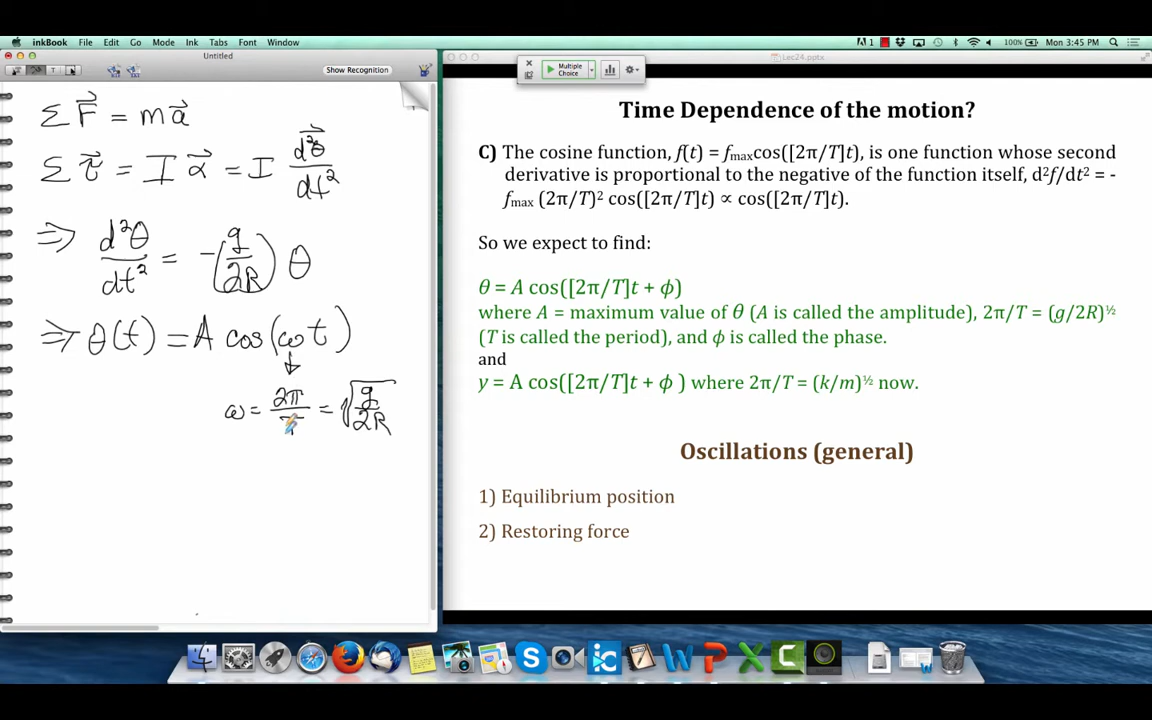 inkBook File Edit Mode Ink Tabs Font Window
1 100% Mon 3:45 PM
Untitled
Lec24.pptx
Show Recognition
Multiple Choice
ΣF⃗ = ma⃗
Στ⃗ = Iα⃗ = I d²θ⃗/dt²
⇒ d²θ/dt² = -(g/2R) θ
⇒ θ(t) = A cos(ωt)
↓
ω = 2π/T = √(g/2R)
Time Dependence of the motion?
C) The cosine function, f(t) = fmaxcos([2π/T]t), is one function whose second
derivative is proportional to the negative of the function itself, d²f/dt² = -
fmax (2π/T)² cos([2π/T]t) ∝ cos([2π/T]t).
So we expect to find:
θ = A cos([2π/T]t + ϕ)
where A = maximum value of θ (A is called the amplitude), 2π/T = (g/2R)^½
(T is called the period), and ϕ is called the phase.
and
y = A cos([2π/T]t + ϕ ) where 2π/T = (k/m)^½ now.
Oscillations (general)
1) Equilibrium position
2) Restoring force